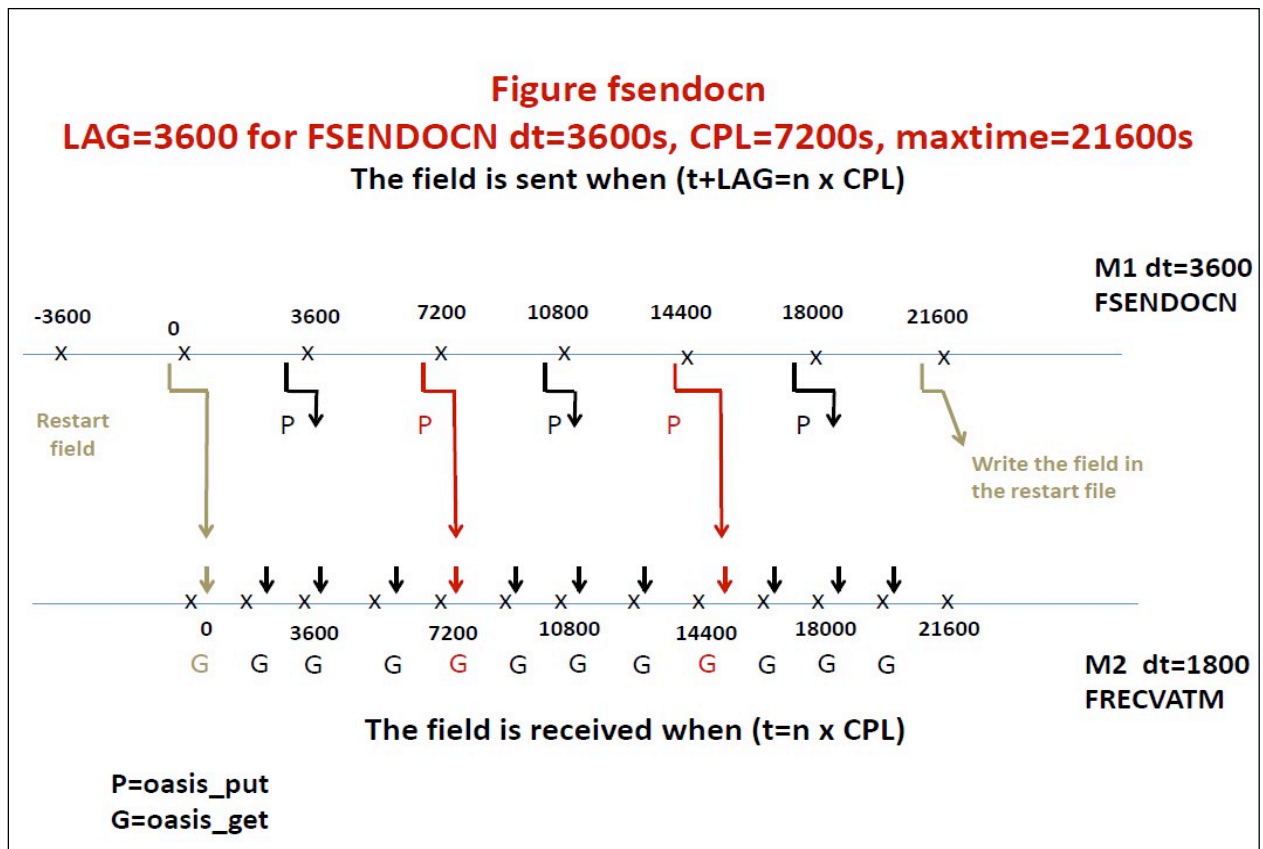 Figure fsendocn
LAG=3600 for FSENDOCN dt=3600s, CPL=7200s, maxtime=21600s
The field is sent when (t+LAG=n x CPL)
M1 dt=3600
FSENDOCN
-3600 0 3600 7200 10800 14400 18000 21600
x x x x x x x x
Restart
field
P P P P P
Write the field in
the restart file
x x x x x x x x x x x x x
0 3600 7200 10800 14400 18000 21600
G G G G G G G G G G G G
M2 dt=1800
FRECVATM
The field is received when (t=n x CPL)
P=oasis_put
G=oasis_get